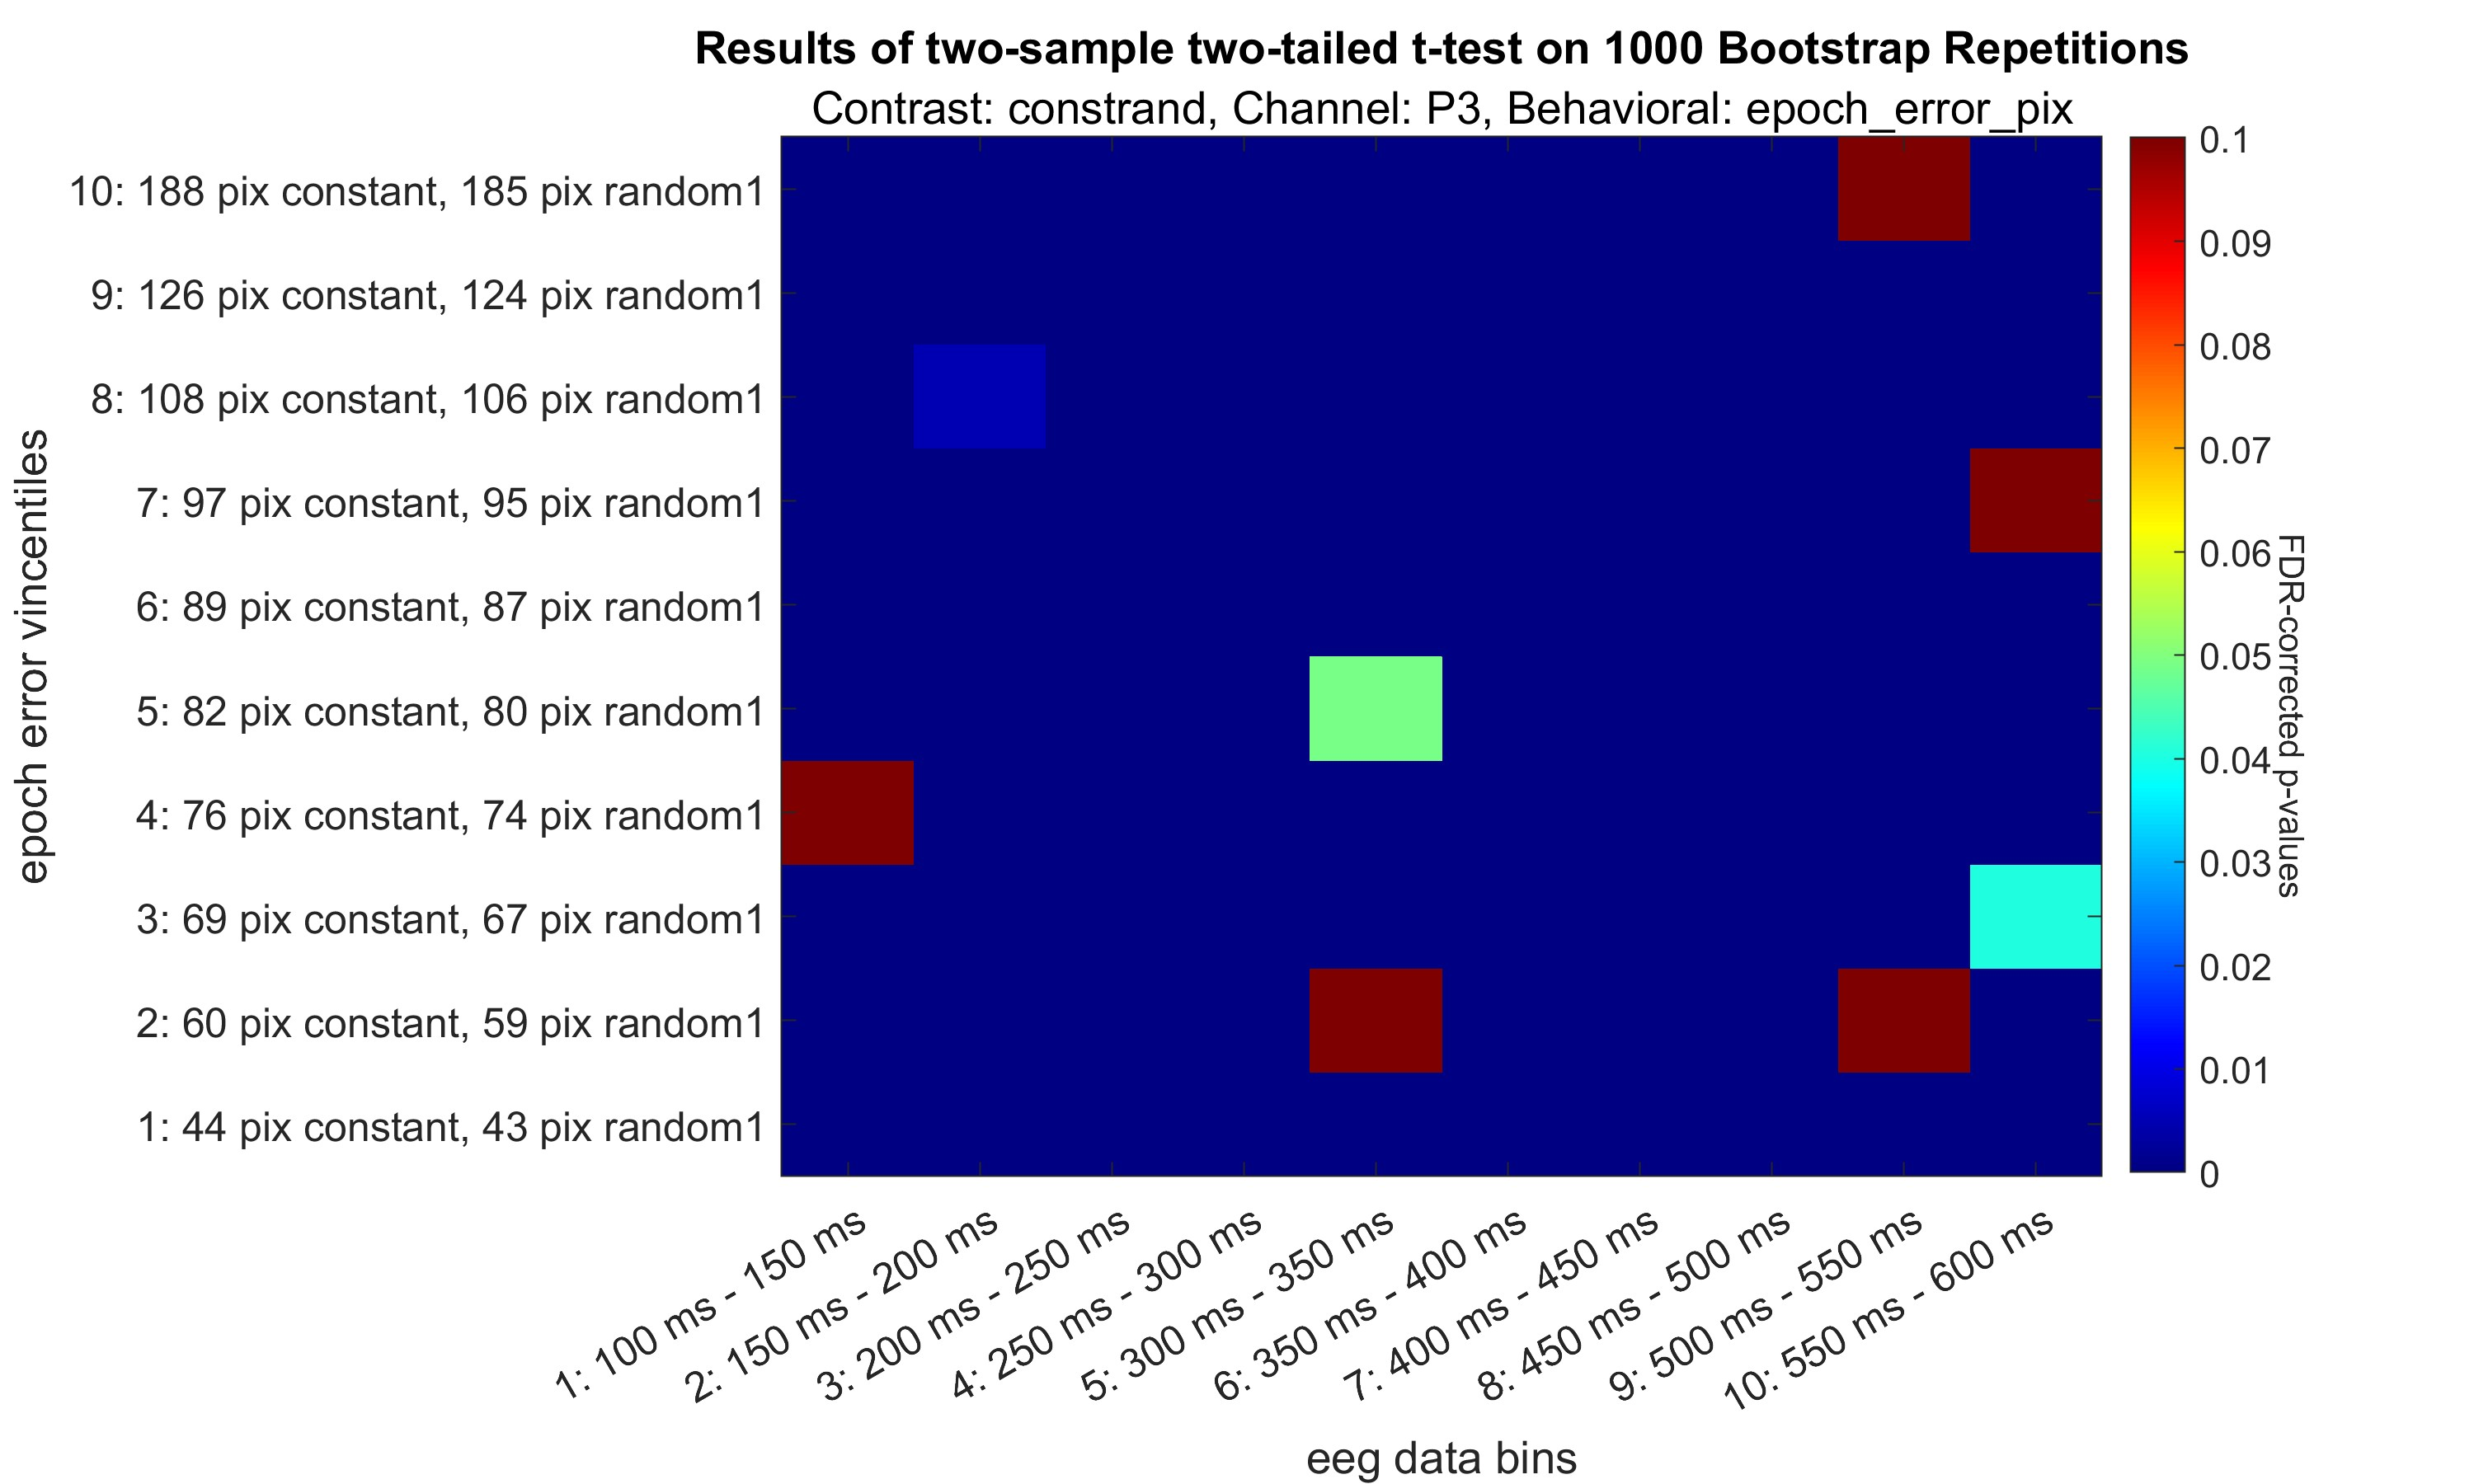 Results of two-sample two-tailed t-test on 1000 Bootstrap Repetitions
Contrast: constrand, Channel: P3, Behavioral: epoch_error_pix
epoch error vincentiles
10: 188 pix constant, 185 pix random1
9: 126 pix constant, 124 pix random1
8: 108 pix constant, 106 pix random1
7: 97 pix constant, 95 pix random1
6: 89 pix constant, 87 pix random1
5: 82 pix constant, 80 pix random1
4: 76 pix constant, 74 pix random1
3: 69 pix constant, 67 pix random1
2: 60 pix constant, 59 pix random1
1: 44 pix constant, 43 pix random1
1: 100 ms - 150 ms
2: 150 ms - 200 ms
3: 200 ms - 250 ms
4: 250 ms - 300 ms
5: 300 ms - 350 ms
6: 350 ms - 400 ms
7: 400 ms - 450 ms
8: 450 ms - 500 ms
9: 500 ms - 550 ms
10: 550 ms - 600 ms
eeg data bins
0.1
0.09
0.08
0.07
0.06
0.05
0.04
0.03
0.02
0.01
0
FDR-corrected p-values